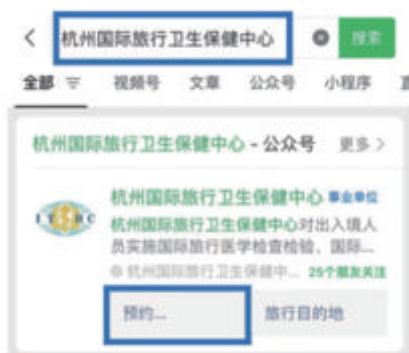 杭州国际旅行卫生保健中心 搜索
全部 视频号 文章 公众号 小程序
杭州国际旅行卫生保健中心 - 公众号 更多 >
杭州国际旅行卫生保健中心 事业单位
杭州国际旅行卫生保健中心对出入境人
员实施国际旅行医学检查检验，国际...
杭州国际旅行卫生保健中... 25个朋友关注
预约... 旅行目的地